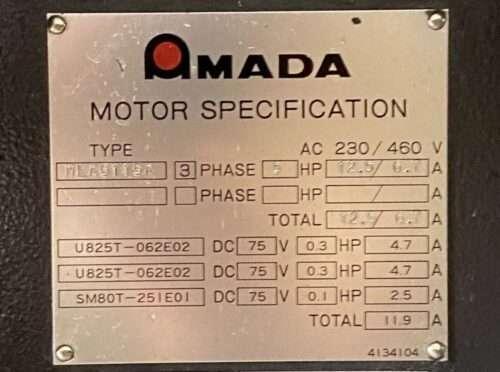 AMADA
MOTOR SPECIFICATION
TYPE AC 230/460 V
3 PHASE 5 HP 12.5/ 6.7 A
PHASE HP / A
TOTAL 12.5/ 6.7 A
U825T-062E02 DC 75 V 0.3 HP 4.7 A
U825T-062E02 DC 75 V 0.3 HP 4.7 A
SM80T-251E01 DC 75 V 0.1 HP 2.5 A
TOTAL 11.9 A
4134104